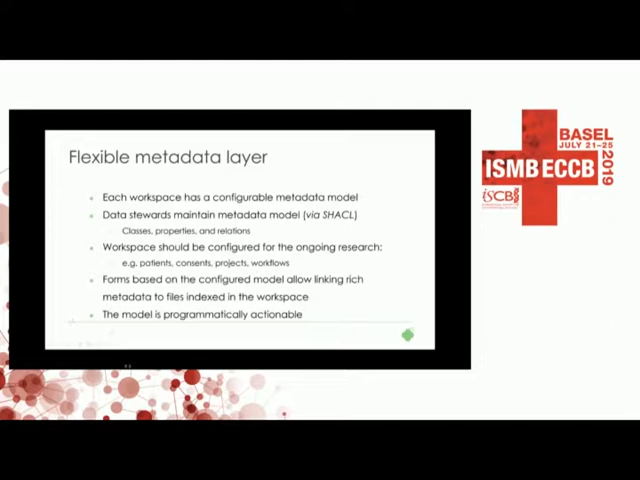 Flexible metadata layer
Each workspace has a configurable metadata model
Data stewards maintain metadata model (via SHACL)
Classes, properties, and relations
Workspace should be configured for the ongoing research:
e.g. patients, consents, projects, workflows
Forms based on the configured model allow linking rich
metadata to files indexed in the workspace
The model is programmatically actionable
BASEL
JULY 21-25
2019
ISMB ECCB
ISCB